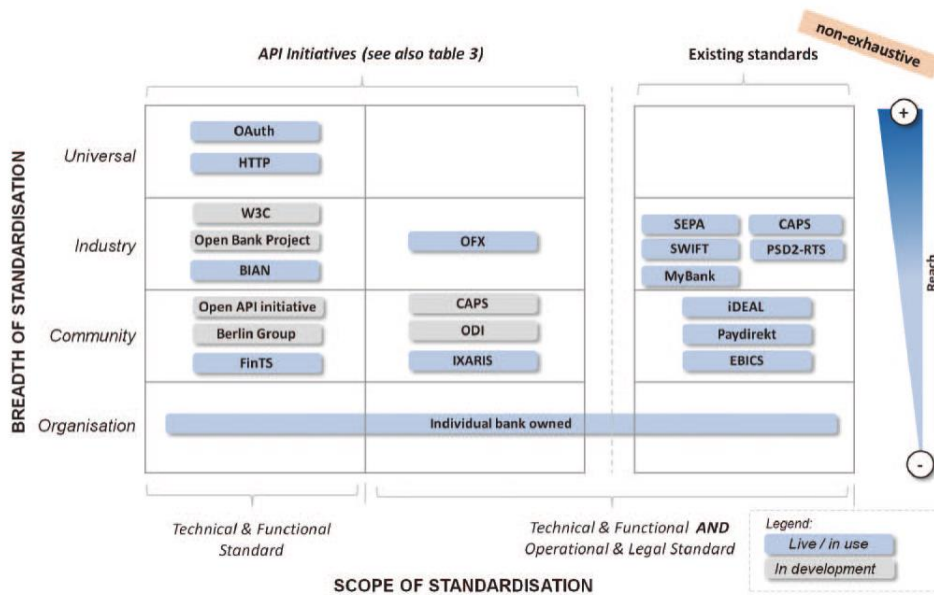 non-exhaustive
API Initiatives (see also table 3)
Existing standards
BREADTH OF STANDARDISATION
Universal
OAuth
HTTP
Industry
W3C
Open Bank Project
BIAN
OFX
SEPA
CAPS
SWIFT
PSD2-RTS
MyBank
Community
Open API initiative
Berlin Group
FinTS
CAPS
ODI
IXARIS
iDEAL
Paydirekt
EBICS
Organisation
Individual bank owned
+
Reach
-
Technical & Functional
Standard
Technical & Functional AND
Operational & Legal Standard
SCOPE OF STANDARDISATION
Legend:
Live / in use
In development